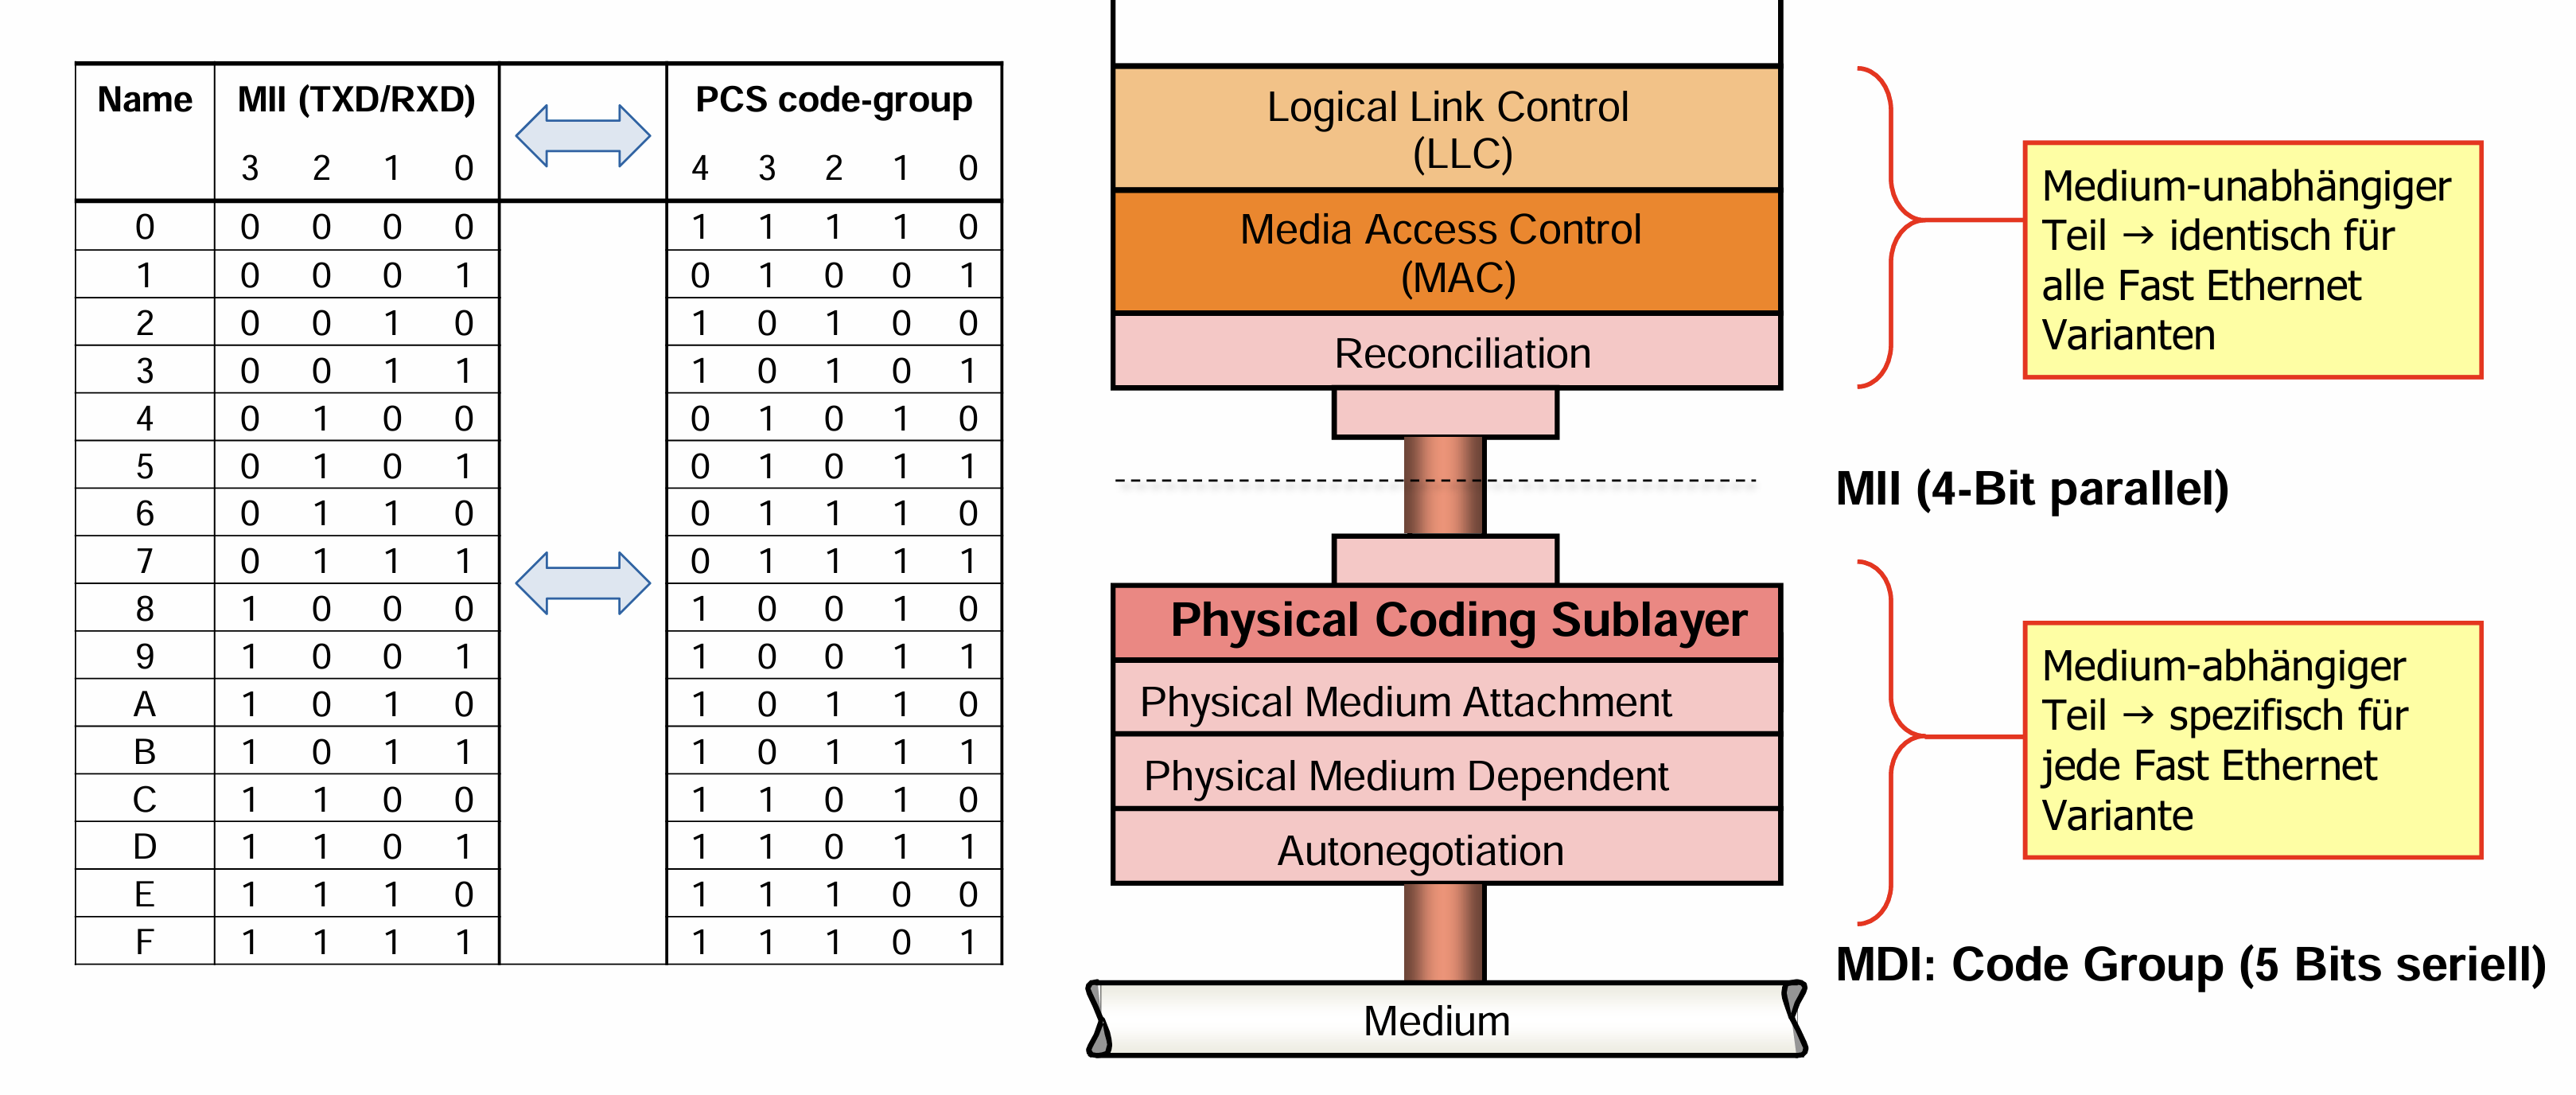 Name MII (TXD/RXD) PCS code-group
3 2 1 0 4 3 2 1 0
0 0 0 0 0 1 1 1 1 0
1 0 0 0 1 0 1 0 0 1
2 0 0 1 0 1 0 1 0 0
3 0 0 1 1 1 0 1 0 1
4 0 1 0 0 0 1 0 1 0
5 0 1 0 1 0 1 0 1 1
6 0 1 1 0 0 1 1 1 0
7 0 1 1 1 0 1 1 1 1
8 1 0 0 0 1 0 0 1 0
9 1 0 0 1 1 0 0 1 1
A 1 0 1 0 1 0 1 1 0
B 1 0 1 1 1 0 1 1 1
C 1 1 0 0 1 1 0 1 0
D 1 1 0 1 1 1 0 1 1
E 1 1 1 0 1 1 1 0 0
F 1 1 1 1 1 1 1 0 1
Logical Link Control
(LLC)
Media Access Control
(MAC)
Reconciliation
Medium-unabhängiger
Teil → identisch für
alle Fast Ethernet
Varianten
MII (4-Bit parallel)
Physical Coding Sublayer
Physical Medium Attachment
Physical Medium Dependent
Autonegotiation
Medium-abhängiger
Teil → spezifisch für
jede Fast Ethernet
Variante
MDI: Code Group (5 Bits seriell)
Medium